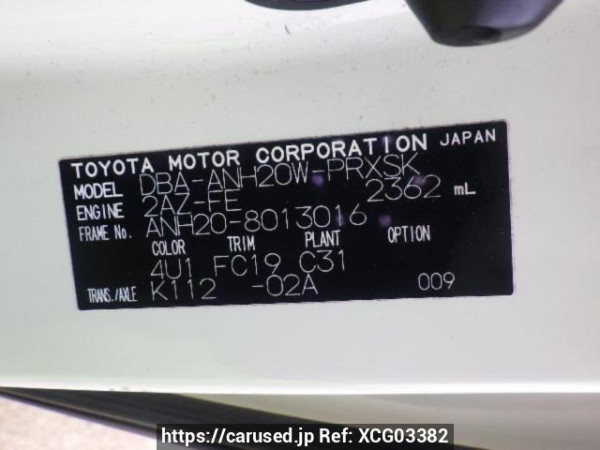 TOYOTA MOTOR CORPORATION JAPAN
MODEL DBA-ANH20W-PRXSK
ENGINE 2AZ-FE 2362 mL
FRAME No. ANH20-8013016
COLOR TRIM PLANT OPTION
4U1 FC19 C31
TRANS./AXLE K112 -02A 009
https://carused.jp Ref: XCG03382